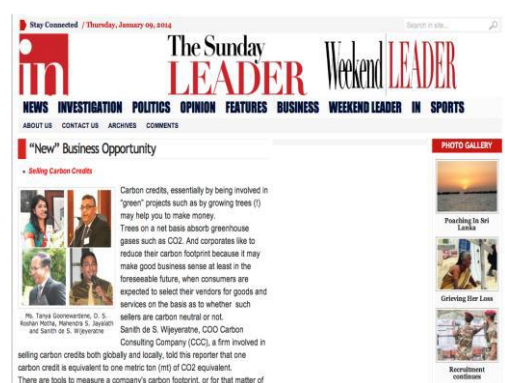 Stay Connected / Thursday, January 09, 2014
Search in site..
in
The Sunday
LEADER
Weekend LEADER
NEWS INVESTIGATION POLITICS OPINION FEATURES BUSINESS WEEKEND LEADER IN SPORTS
ABOUT US CONTACT US ARCHIVES COMMENTS
“New” Business Opportunity
Selling Carbon Credits
Carbon credits, essentially by being involved in
"green" projects such as by growing trees (!)
may help you to make money.
Trees on a net basis absorb greenhouse
gases such as CO2. And corporates like to
reduce their carbon footprint because it may
make good business sense at least in the
foreseeable future, when consumers are
expected to select their vendors for goods and
services on the basis as to whether such
sellers are carbon neutral or not.
Sanith de S. Wijeyeratne, COO Carbon
Consulting Company (CCC), a firm involved in
selling carbon credits both globally and locally, told this reporter that one
carbon credit is equivalent to one metric ton (mt) of CO2 equivalent.
There are tools to measure a company's carbon footprint, or for that matter of
Ms. Tanya Goonewardene, D. S.
Roshan Motha, Mahendra S. Jayalath
and Sanith de S. Wijeyeratne
PHOTO GALLERY
Poaching In Sri
Lanka
Grieving Her Loss
Recruitment
continues